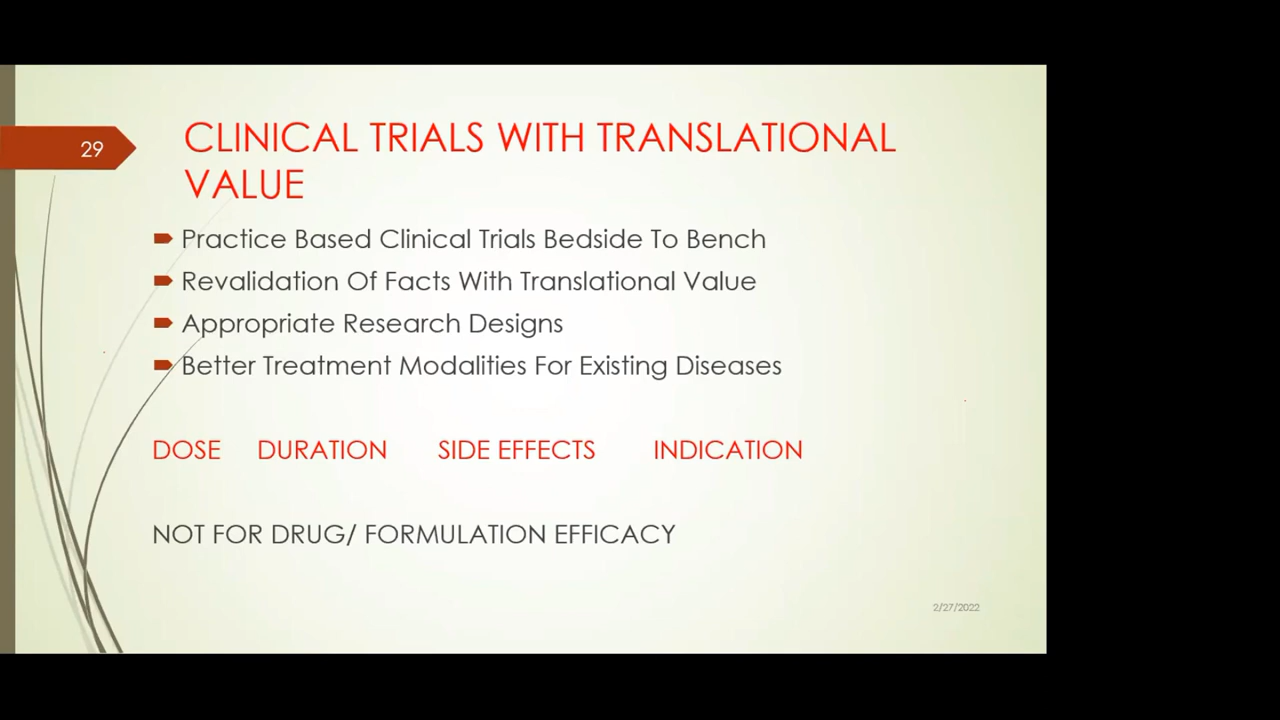 29
CLINICAL TRIALS WITH TRANSLATIONAL
VALUE
Practice Based Clinical Trials Bedside To Bench
Revalidation Of Facts With Translational Value
Appropriate Research Designs
Better Treatment Modalities For Existing Diseases
DOSE DURATION SIDE EFFECTS INDICATION
NOT FOR DRUG/ FORMULATION EFFICACY
2/27/2022